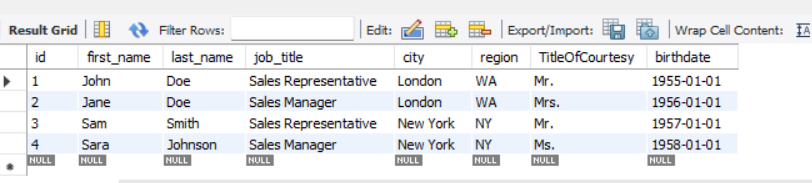 Result Grid Filter Rows: Edit: Export/Import: Wrap Cell Content: IA
id first_name last_name job_title city region TitleOfCourtesy birthdate
1 John Doe Sales Representative London WA Mr. 1955-01-01
2 Jane Doe Sales Manager London WA Mrs. 1956-01-01
3 Sam Smith Sales Representative New York NY Mr. 1957-01-01
4 Sara Johnson Sales Manager New York NY Ms. 1958-01-01
NULL NULL NULL NULL NULL NULL NULL NULL